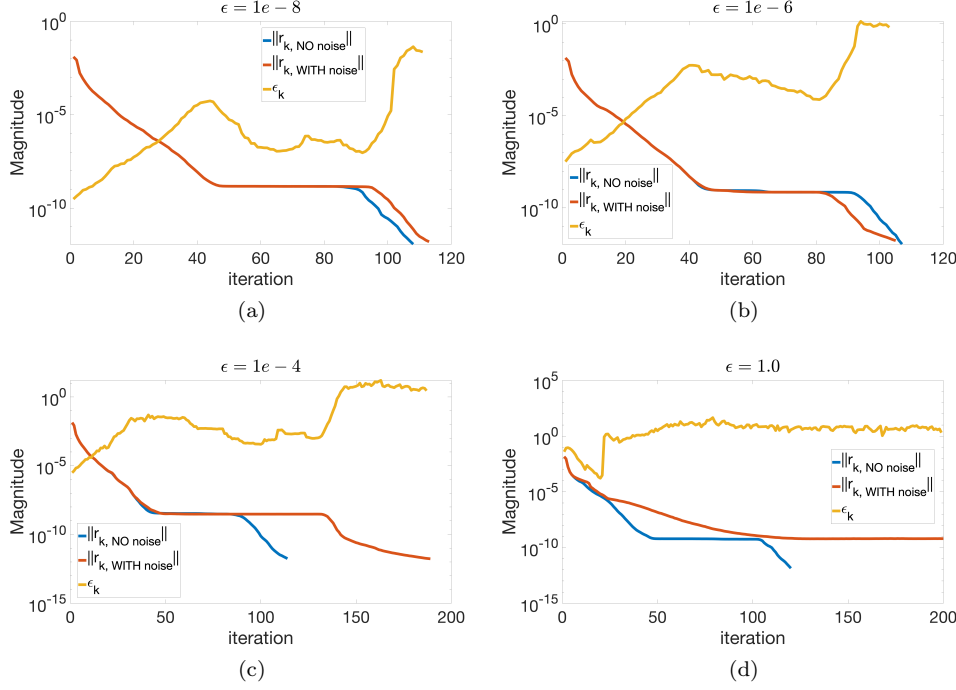 ϵ = 1e − 8
10^0
10^-5
10^-10
Magnitude
||r_k, NO noise||
||r_k, WITH noise||
ϵ_k
0 20 40 60 80 100 120
iteration
(a)
ϵ = 1e − 6
10^0
10^-5
10^-10
Magnitude
||r_k, NO noise||
||r_k, WITH noise||
ϵ_k
0 20 40 60 80 100 120
iteration
(b)
ϵ = 1e − 4
10^0
10^-5
10^-10
10^-15
Magnitude
||r_k, NO noise||
||r_k, WITH noise||
ϵ_k
0 50 100 150 200
iteration
(c)
ϵ = 1.0
10^5
10^0
10^-5
10^-10
10^-15
Magnitude
||r_k, NO noise||
||r_k, WITH noise||
ϵ_k
0 50 100 150 200
iteration
(d)